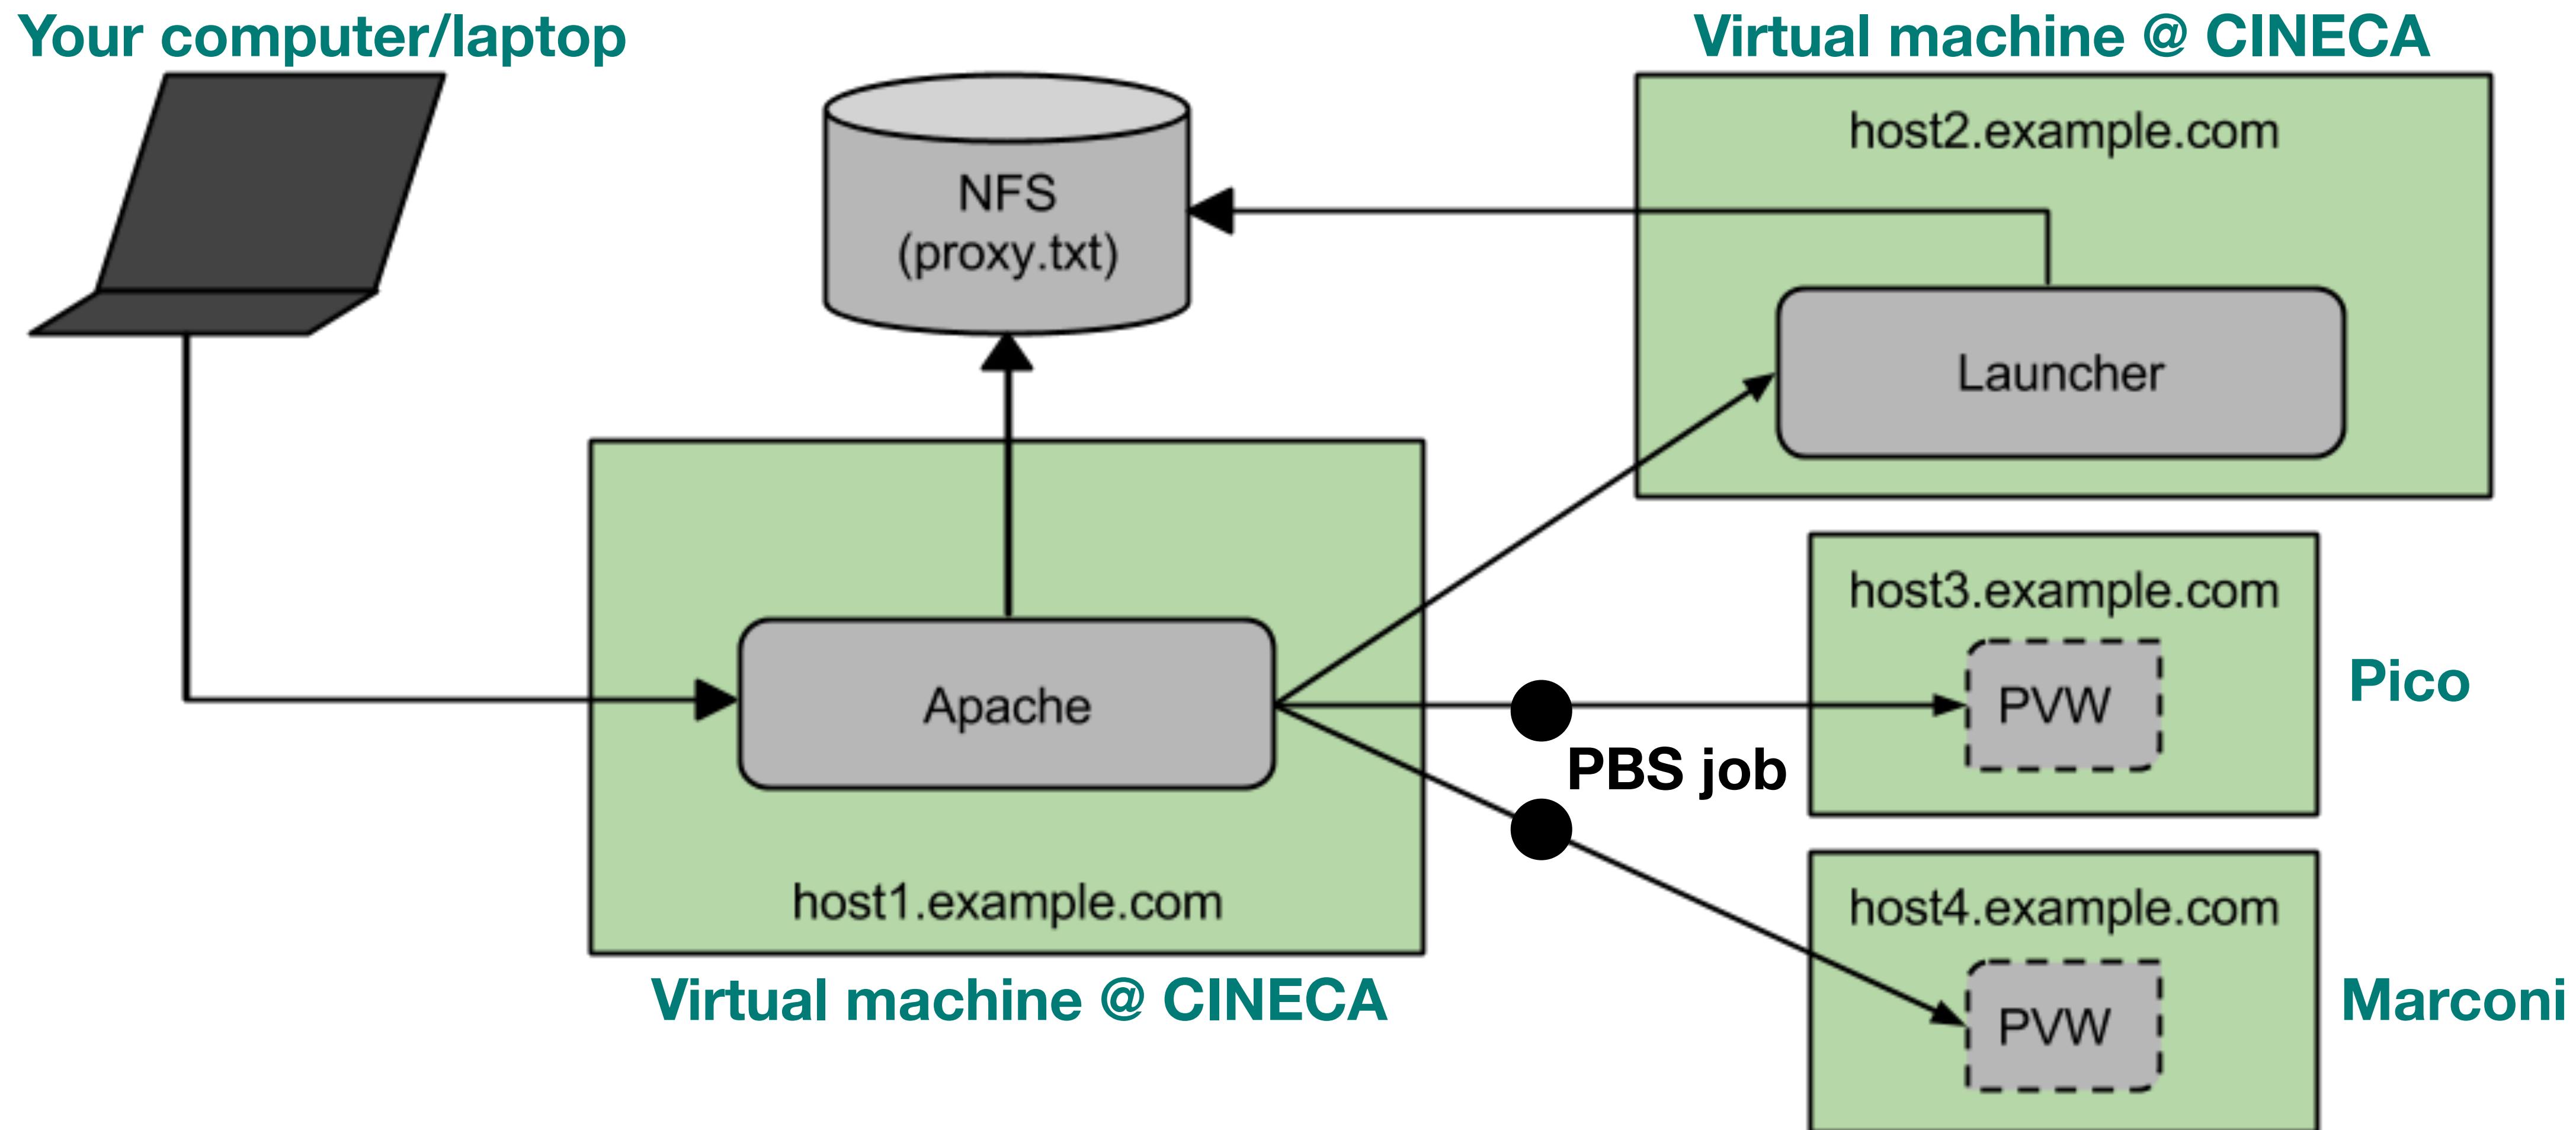 Your computer/laptop
Virtual machine @ CINECA
host2.example.com
NFS
(proxy.txt)
Launcher
host3.example.com
PVW
Pico
Apache
PBS job
host1.example.com
host4.example.com
PVW
Marconi
Virtual machine @ CINECA